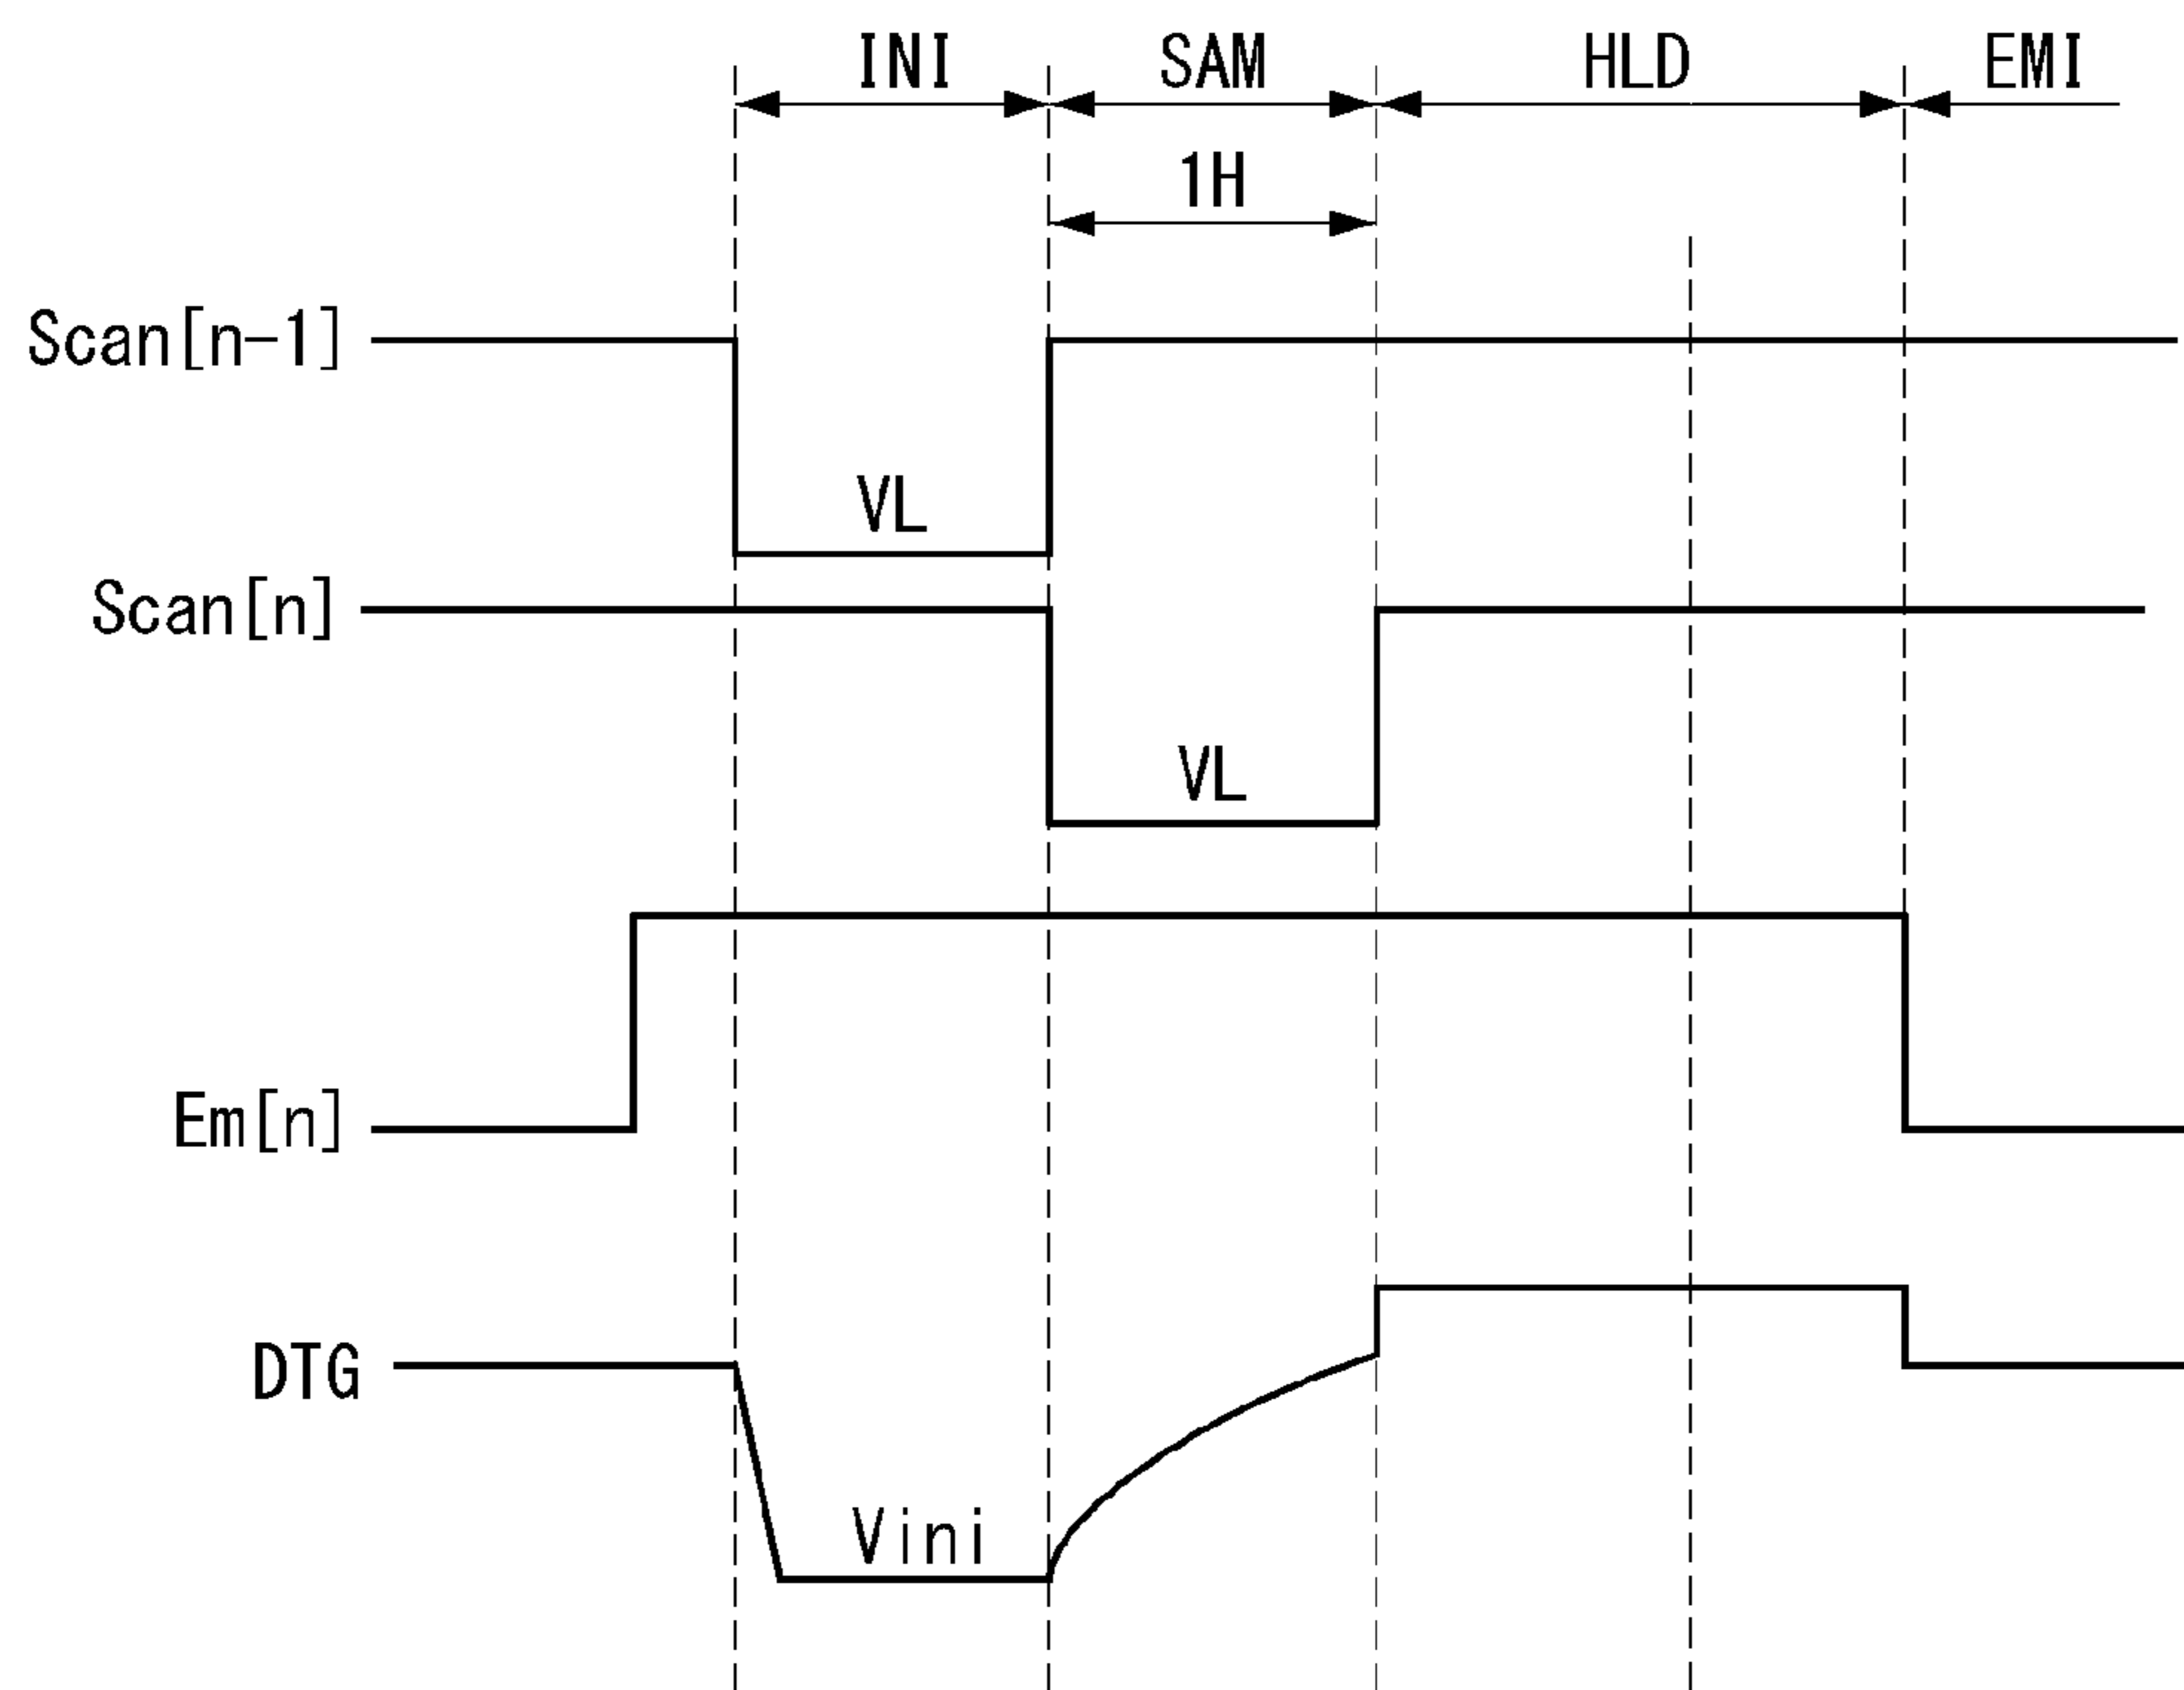 INI SAM HLD EMI
1H
Scan[n-1]
VL
Scan[n]
VL
Em[n]
DTG
Vini